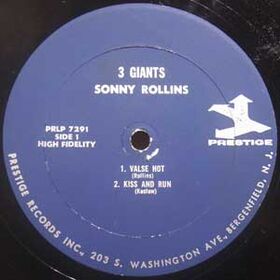 3 GIANTS
SONNY ROLLINS
PRLP 7291
SIDE 1
HIGH FIDELITY
PRESTIGE
1. VALSE HOT
(Rollins)
2. KISS AND RUN
(Kaslow)
PRESTIGE RECORDS INC., 203 S. WASHINGTON AVE., BERGENFIELD, N. J.